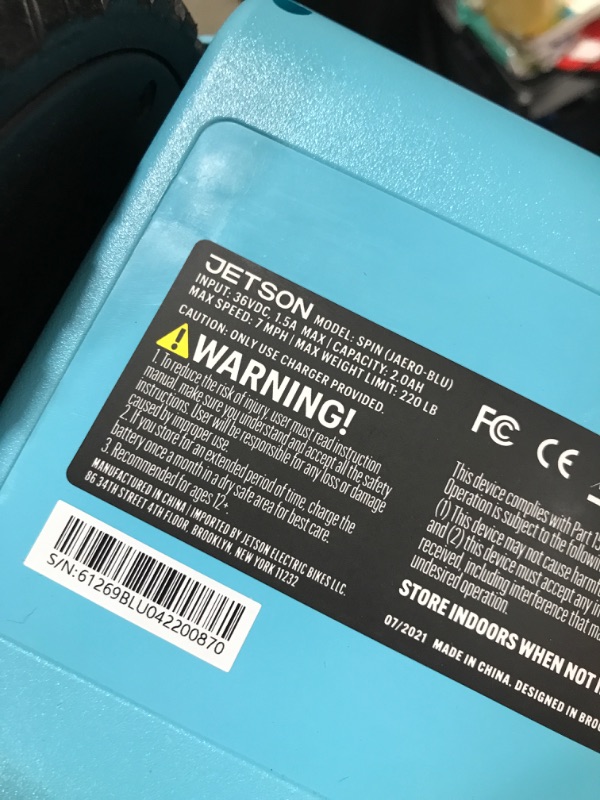 JETSON MODEL: SPIN (JAERO-BLU)
INPUT: 36VDC, 1.5A MAX | CAPACITY: 2.0AH
MAX SPEED: 7 MPH | MAX WEIGHT LIMIT: 220 LB
CAUTION: ONLY USE CHARGER PROVIDED.
WARNING!
1. To reduce the risk of injury, user must read instruction
manual, make sure you understand and accept all the safety
instructions. User will be responsible for any loss or damage
caused by improper use.
2. If you store for an extended period of time, charge the
battery once a month in a dry safe area for best care.
3. Recommended for ages 12+.
MANUFACTURED IN CHINA | IMPORTED BY JETSON ELECTRIC BIKES LLC.
86 34TH STREET 4TH FLOOR, BROOKLYN, NEW YORK 11232
S/N:61269BLU042200870
FC CE
This device complies with Part 15
Operation is subject to the
(1) This device may not cause
and (2) this device must accept any
received, including interference that
undesired operation.
STORE INDOORS WHEN NOT
07/2021 MADE IN CHINA. DESIGNED IN